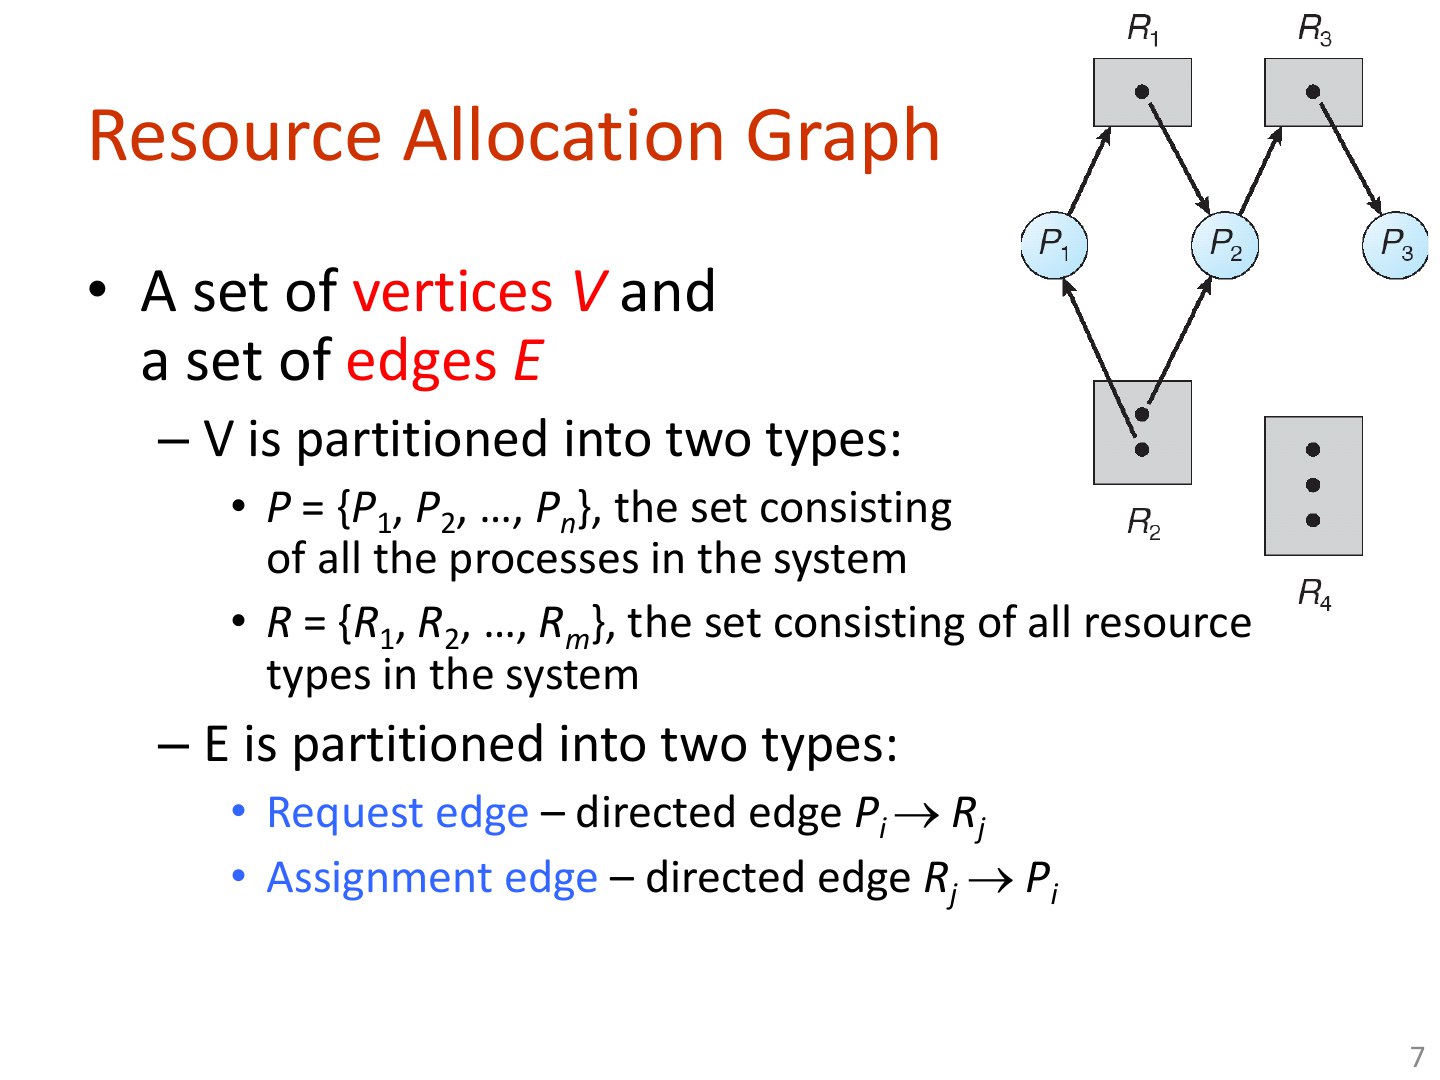 Resource Allocation Graph
• A set of vertices V and
a set of edges E
– V is partitioned into two types:
• P = {P1, P2, …, Pn}, the set consisting
of all the processes in the system
• R = {R1, R2, …, Rm}, the set consisting of all resource
types in the system
– E is partitioned into two types:
• Request edge – directed edge Pi → Rj
• Assignment edge – directed edge Rj → Pi
R1 R3
P1 P2 P3
R2
R4
7